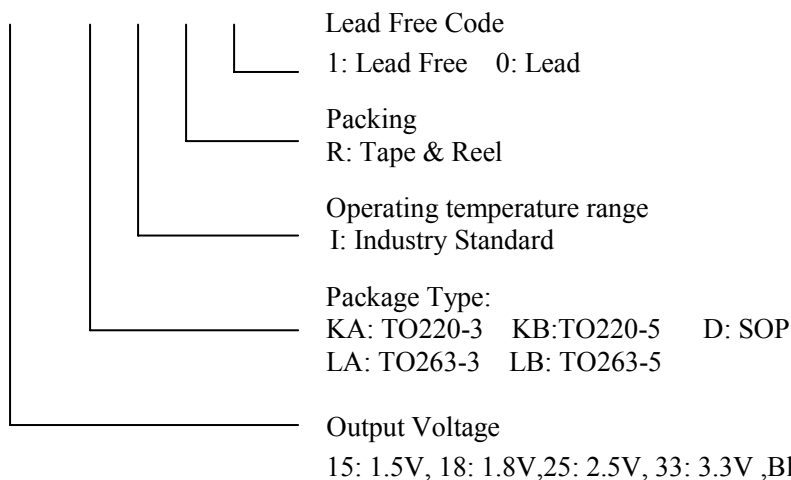 Lead Free Code
1: Lead Free 0: Lead
Packing
R: Tape & Reel
Operating temperature range
I: Industry Standard
Package Type:
KA: TO220-3 KB:TO220-5 D: SOP
LA: TO263-3 LB: TO263-5
Output Voltage
15: 1.5V, 18: 1.8V,25: 2.5V, 33: 3.3V